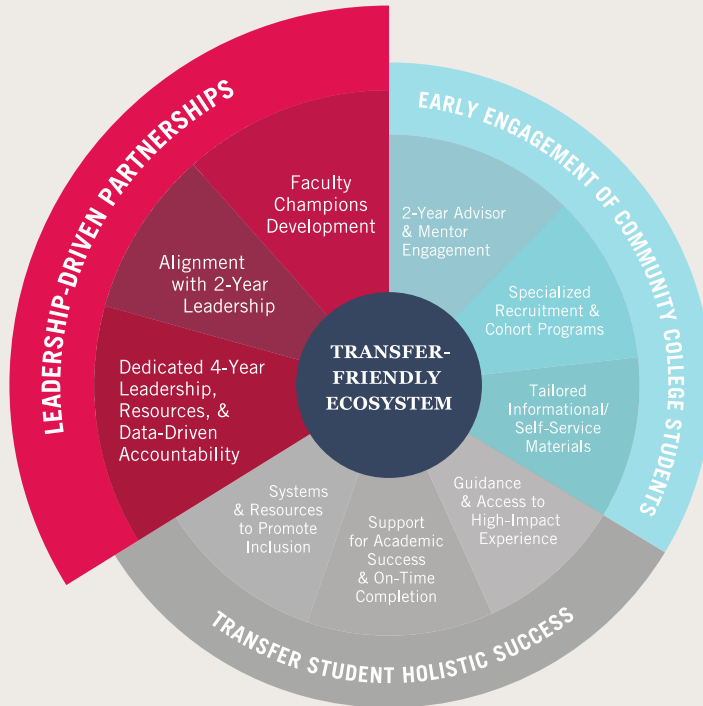 LEADERSHIP-DRIVEN PARTNERSHIPS
Faculty
Champions
Development
Alignment
with 2-Year
Leadership
Dedicated 4-Year
Leadership,
Resources, &
Data-Driven
Accountability
EARLY ENGAGEMENT OF COMMUNITY COLLEGE STUDENTS
2-Year Advisor
& Mentor
Engagement
Specialized
Recruitment &
Cohort Programs
Tailored
Informational/
Self-Service
Materials
TRANSFER-
FRIENDLY
ECOSYSTEM
Guidance
& Access to
High-Impact
Experience
Support
for Academic
Success
& On-Time
Completion
Systems
& Resources
to Promote
Inclusion
TRANSFER STUDENT HOLISTIC SUCCESS